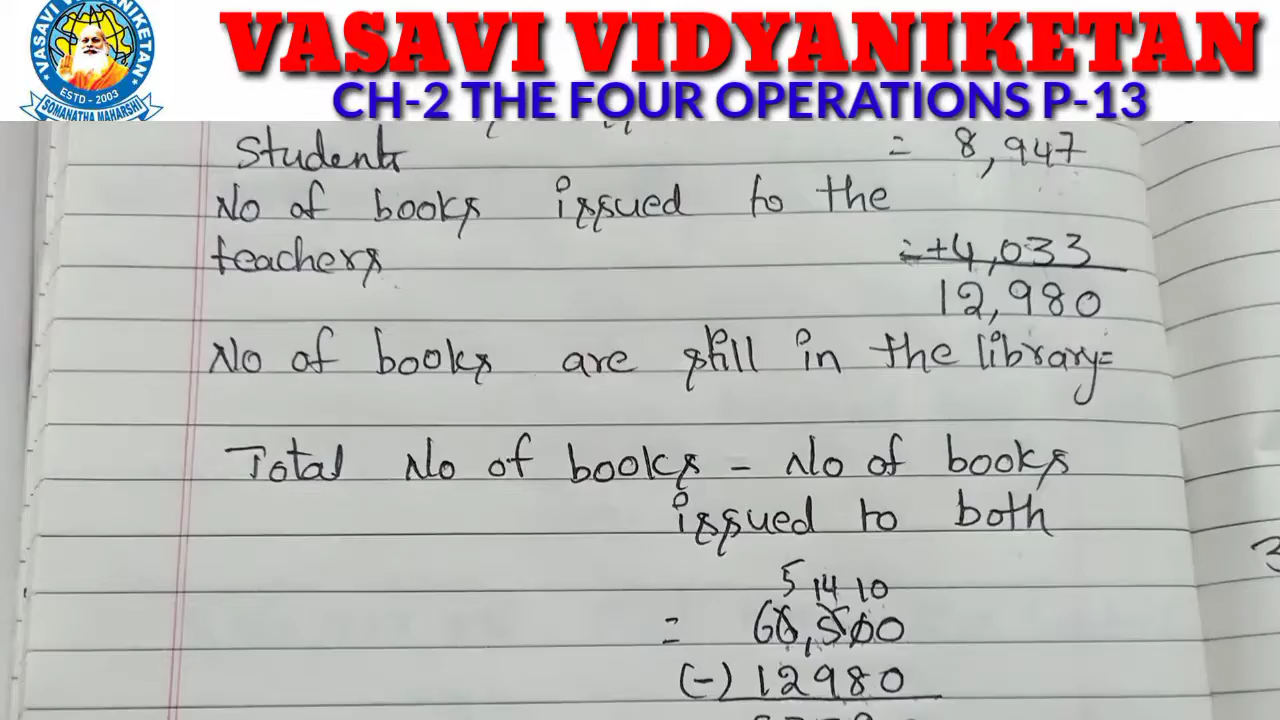 VASAVI VIDYANIKETAN
CH-2 THE FOUR OPERATIONS P-13
VASAVI VIDYANIKETAN
ESTD - 2003
SOMANATHA MAHARSHI
Students = 8,947
No of books issued to the
teachers = +4,033
12,980
No of books are still in the library=
Total No of books - No of books
issued to both
5 14 10
= 66,500
(-) 12980